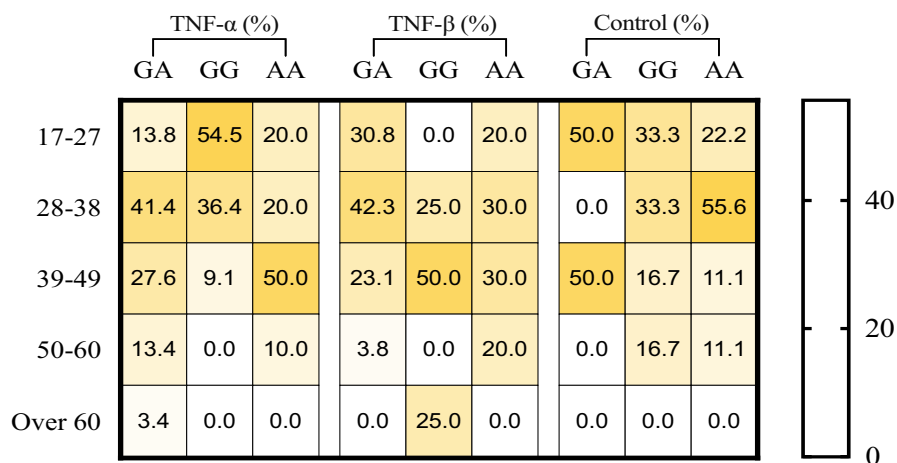 TNF-α (%) TNF-β (%) Control (%)
GA GG AA GA GG AA GA GG AA
17-27 13.8 54.5 20.0 30.8 0.0 20.0 50.0 33.3 22.2
28-38 41.4 36.4 20.0 42.3 25.0 30.0 0.0 33.3 55.6
39-49 27.6 9.1 50.0 23.1 50.0 30.0 50.0 16.7 11.1
50-60 13.4 0.0 10.0 3.8 0.0 20.0 0.0 16.7 11.1
Over 60 3.4 0.0 0.0 0.0 25.0 0.0 0.0 0.0 0.0
40
20
0